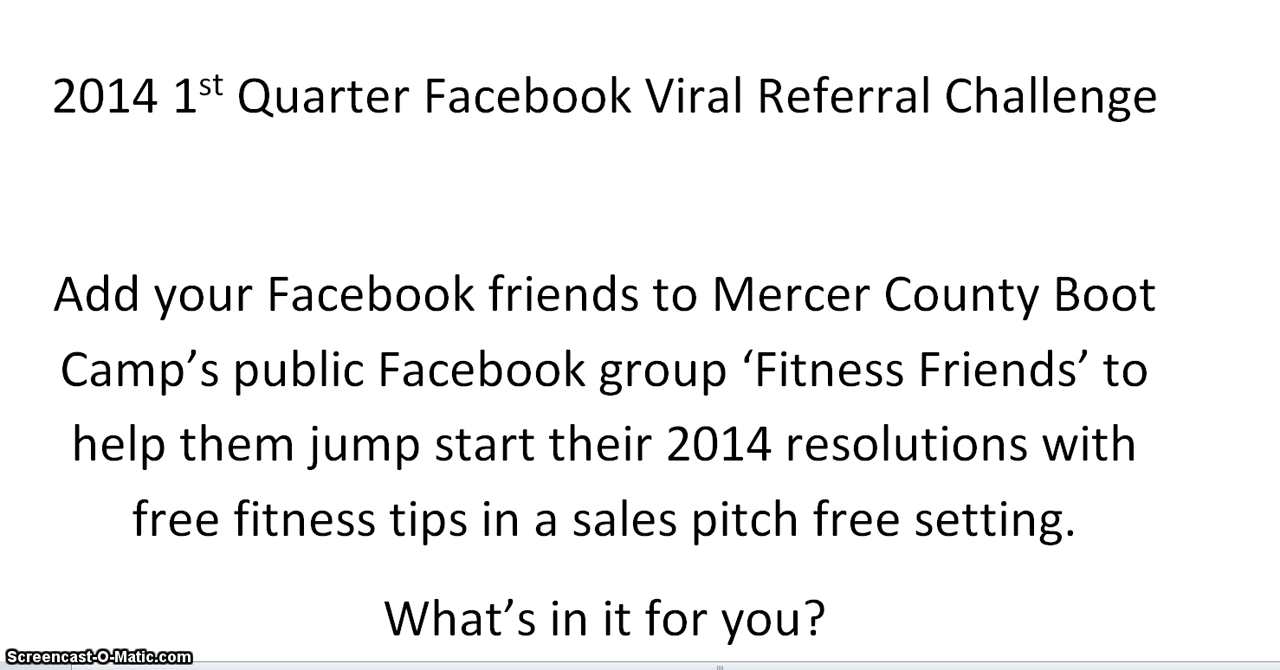 2014 1st Quarter Facebook Viral Referral Challenge
Add your Facebook friends to Mercer County Boot
Camp’s public Facebook group ‘Fitness Friends’ to
help them jump start their 2014 resolutions with
free fitness tips in a sales pitch free setting.
What’s in it for you?
Screencast-O-Matic.com